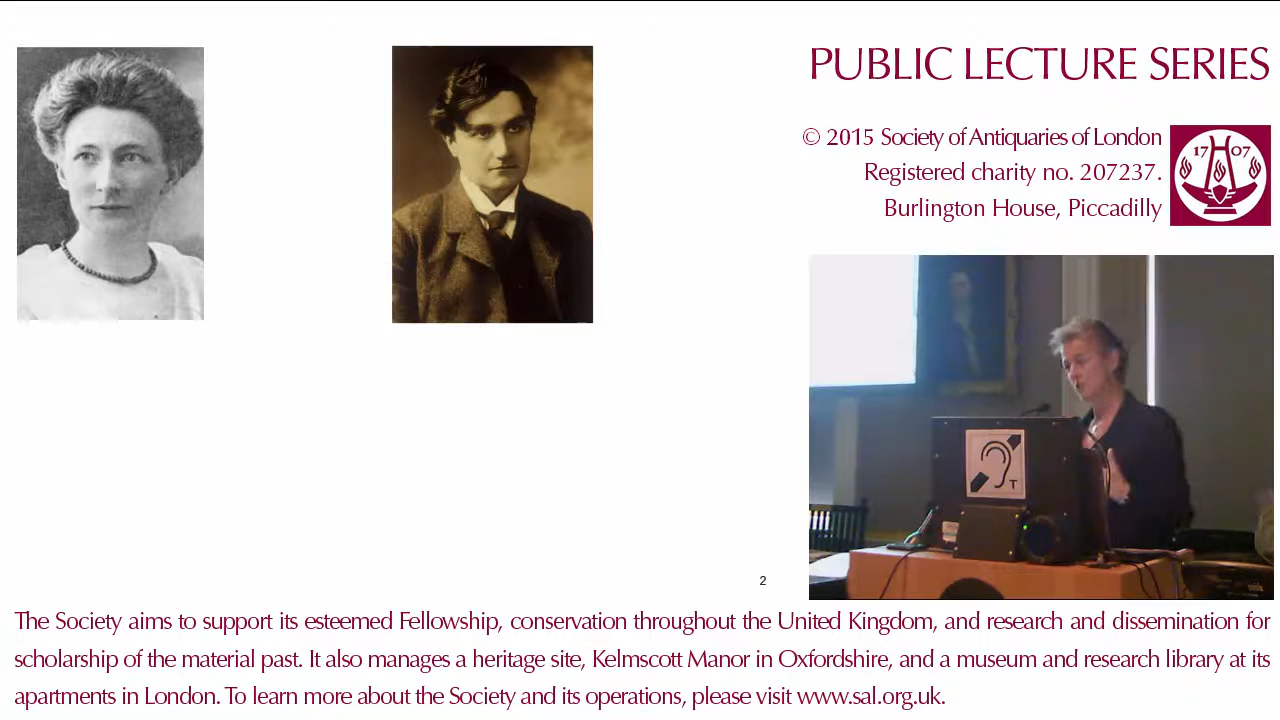 PUBLIC LECTURE SERIES
© 2015 Society of Antiquaries of London
Registered charity no. 207237.
Burlington House, Piccadilly
17 07
T
2
The Society aims to support its esteemed Fellowship, conservation throughout the United Kingdom, and research and dissemination for
scholarship of the material past. It also manages a heritage site, Kelmscott Manor in Oxfordshire, and a museum and research library at its
apartments in London. To learn more about the Society and its operations, please visit www.sal.org.uk.